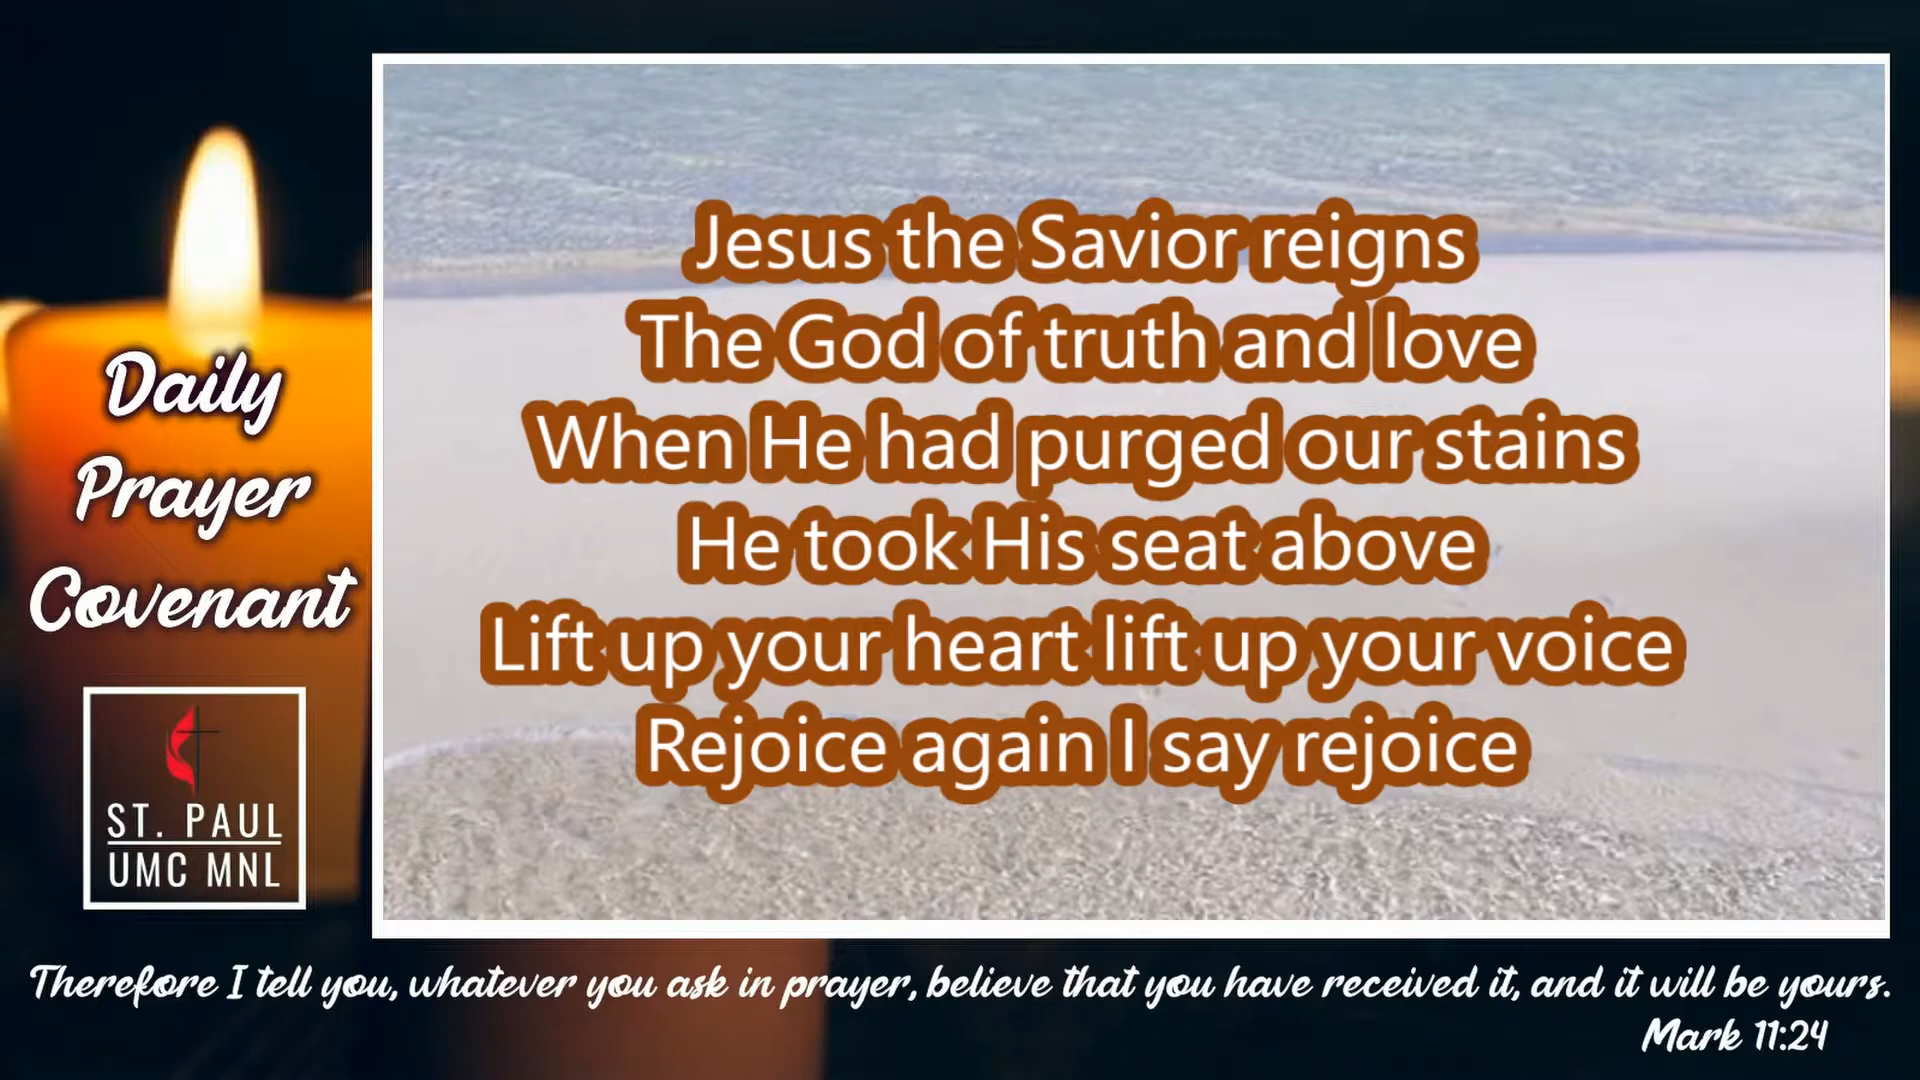 Daily
Prayer
Covenant
ST. PAUL
UMC MNL
Jesus the Savior reigns
The God of truth and love
When He had purged our stains
He took His seat above
Lift up your heart lift up your voice
Rejoice again I say rejoice
Therefore I tell you, whatever you ask in prayer, believe that you have received it, and it will be yours.
Mark 11:24